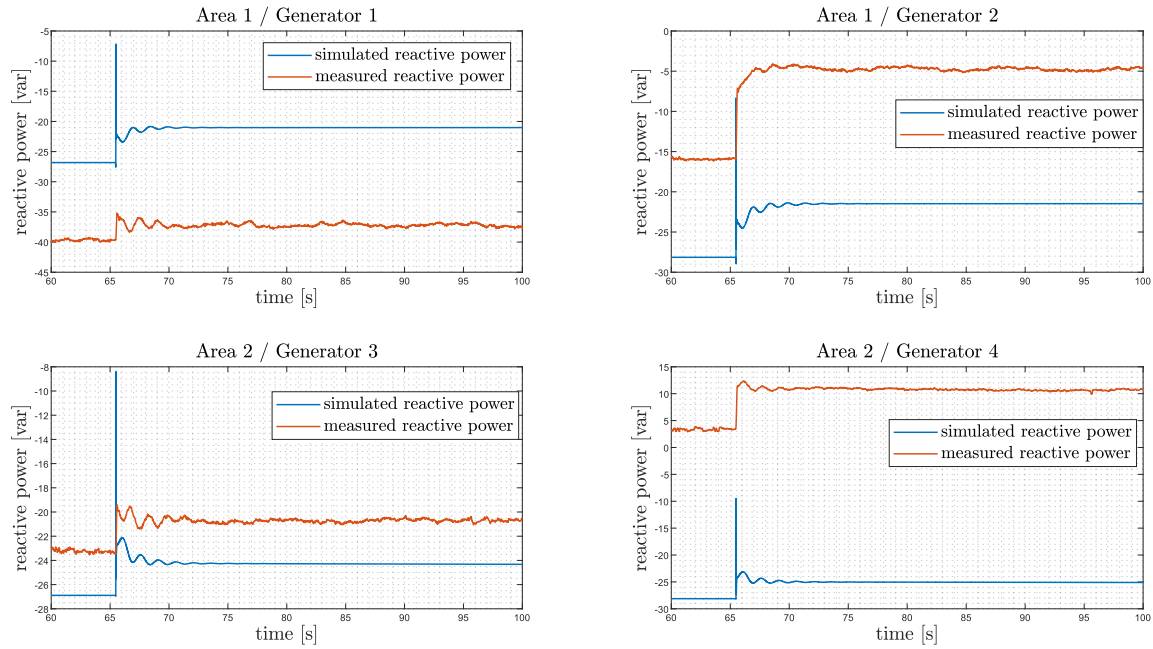 Area 1 / Generator 1
reactive power [var]
-5
-10
-15
-20
-25
-30
-35
-40
-45
simulated reactive power
measured reactive power
60 65 70 75 80 85 90 95 100
time [s]
Area 1 / Generator 2
reactive power [var]
0
-5
-10
-15
-20
-25
-30
simulated reactive power
measured reactive power
60 65 70 75 80 85 90 95 100
time [s]
Area 2 / Generator 3
reactive power [var]
-8
-10
-12
-14
-16
-18
-20
-22
-24
-26
-28
simulated reactive power
measured reactive power
60 65 70 75 80 85 90 95 100
time [s]
Area 2 / Generator 4
reactive power [var]
15
10
5
0
-5
-10
-15
-20
-25
-30
simulated reactive power
measured reactive power
60 65 70 75 80 85 90 95 100
time [s]